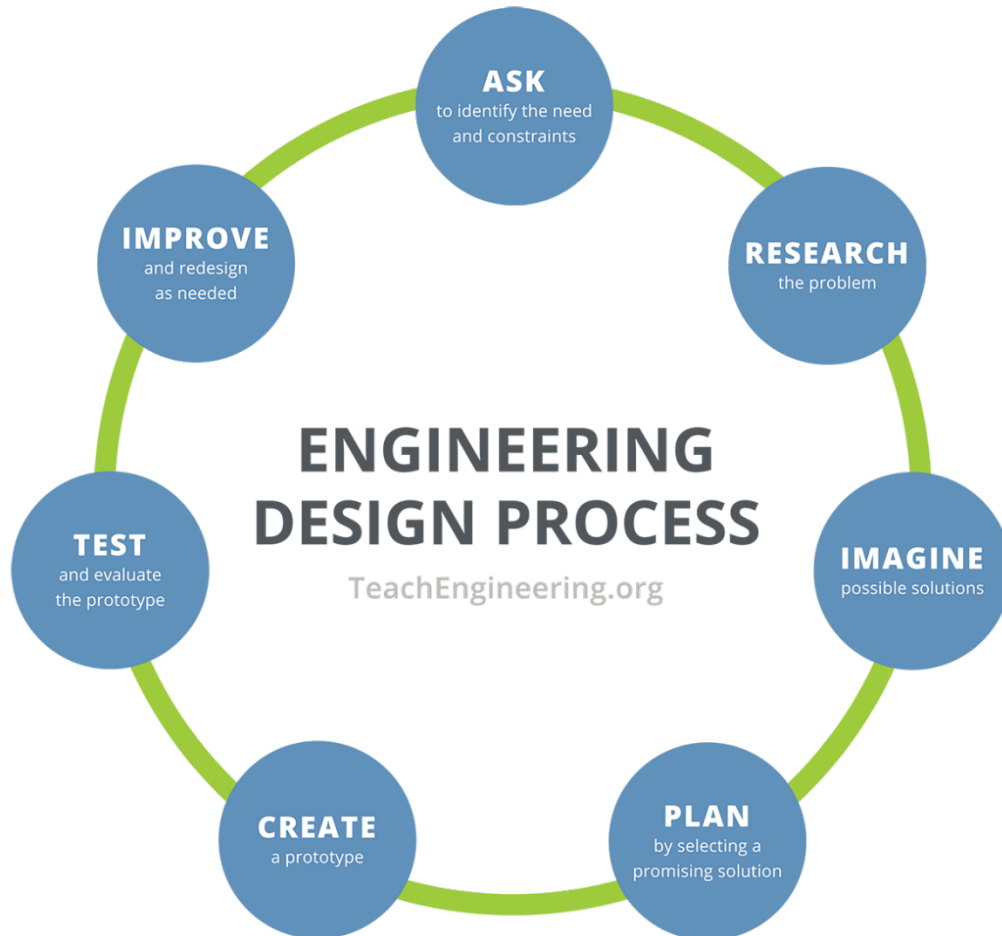 ASK
to identify the need
and constraints
RESEARCH
the problem
IMAGINE
possible solutions
PLAN
by selecting a
promising solution
CREATE
a prototype
TEST
and evaluate
the prototype
IMPROVE
and redesign
as needed
ENGINEERING
DESIGN PROCESS
TeachEngineering.org